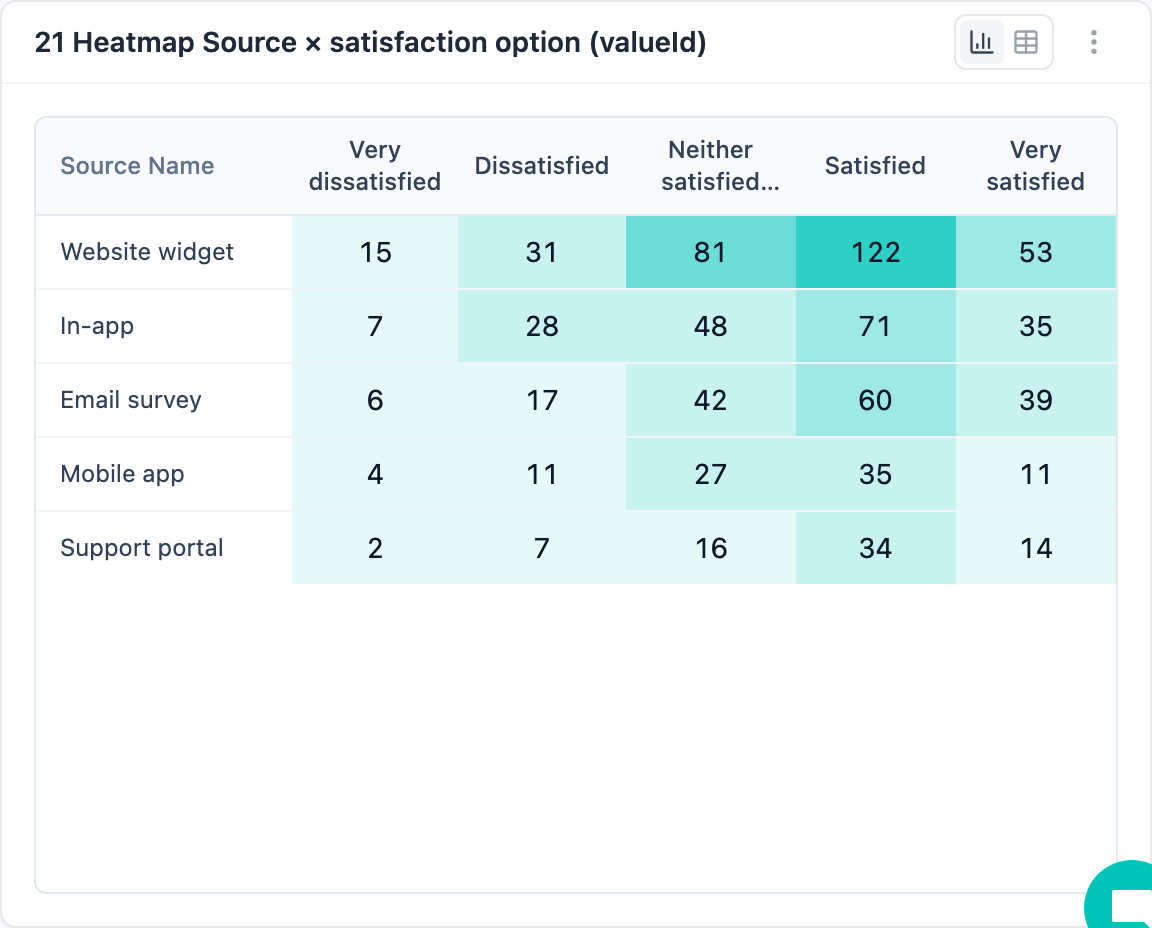 21 Heatmap Source × satisfaction option (valueId)
Source Name
Very
dissatisfied
Dissatisfied
Neither
satisfied...
Satisfied
Very
satisfied
Website widget 15 31 81 122 53
In-app 7 28 48 71 35
Email survey 6 17 42 60 39
Mobile app 4 11 27 35 11
Support portal 2 7 16 34 14